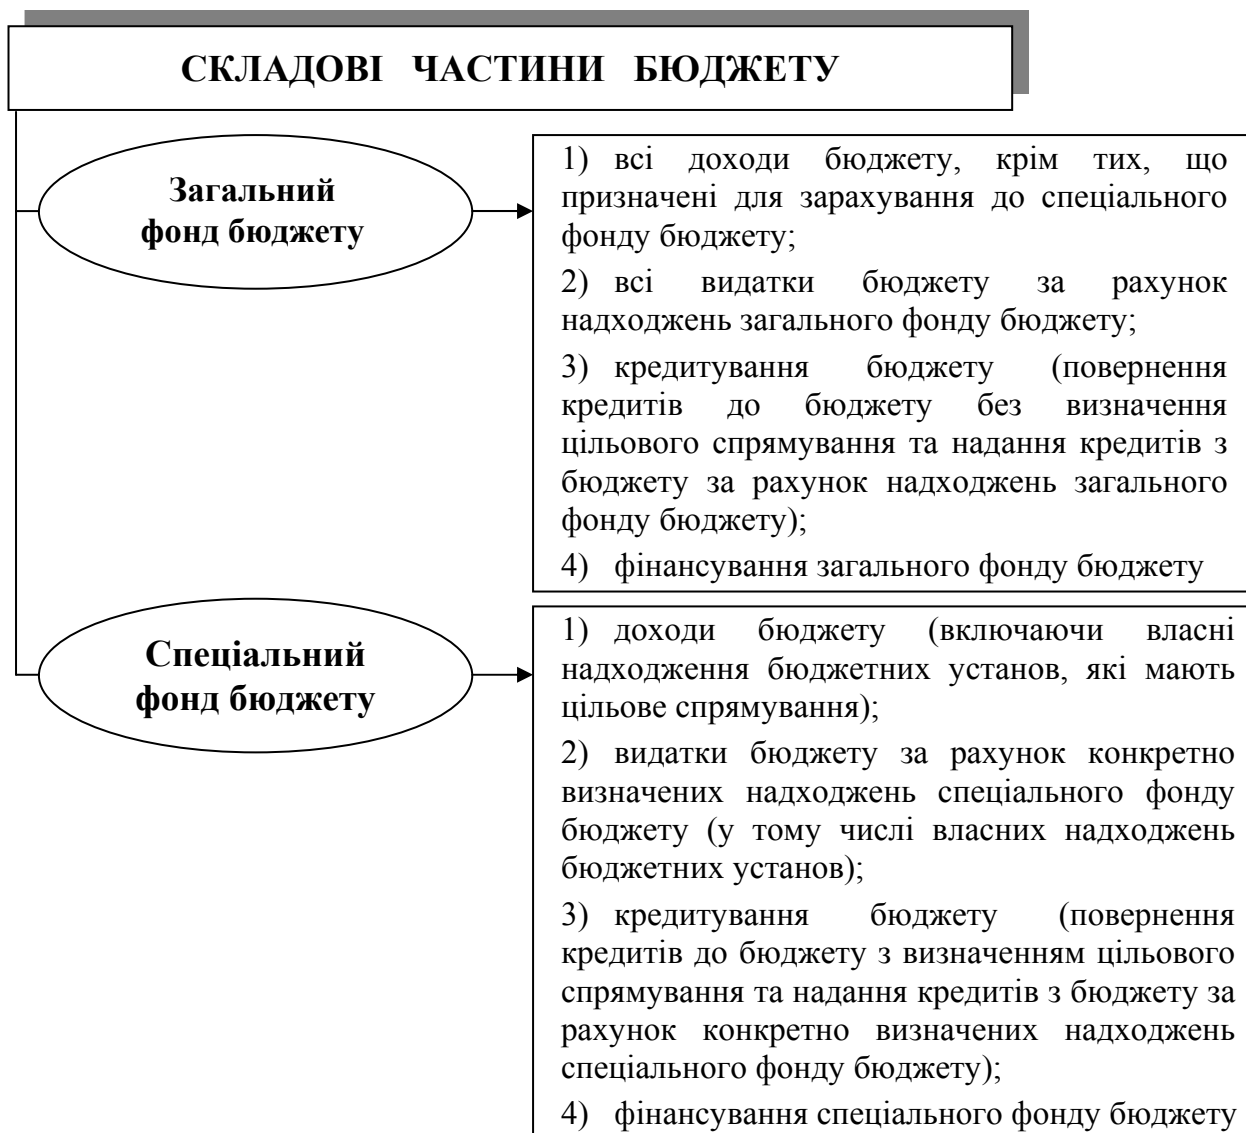 СКЛАДОВІ ЧАСТИНИ БЮДЖЕТУ
Загальний
фонд бюджету
1) всі доходи бюджету, крім тих, що
призначені для зарахування до спеціального
фонду бюджету;
2) всі видатки бюджету за рахунок
надходжень загального фонду бюджету;
3) кредитування бюджету (повернення
кредитів до бюджету без визначення
цільового спрямування та надання кредитів з
бюджету за рахунок надходжень загального
фонду бюджету);
4) фінансування загального фонду бюджету
Спеціальний
фонд бюджету
1) доходи бюджету (включаючи власні
надходження бюджетних установ, які мають
цільове спрямування);
2) видатки бюджету за рахунок конкретно
визначених надходжень спеціального фонду
бюджету (у тому числі власних надходжень
бюджетних установ);
3) кредитування бюджету (повернення
кредитів до бюджету з визначенням цільового
спрямування та надання кредитів з бюджету за
рахунок конкретно визначених надходжень
спеціального фонду бюджету);
4) фінансування спеціального фонду бюджету